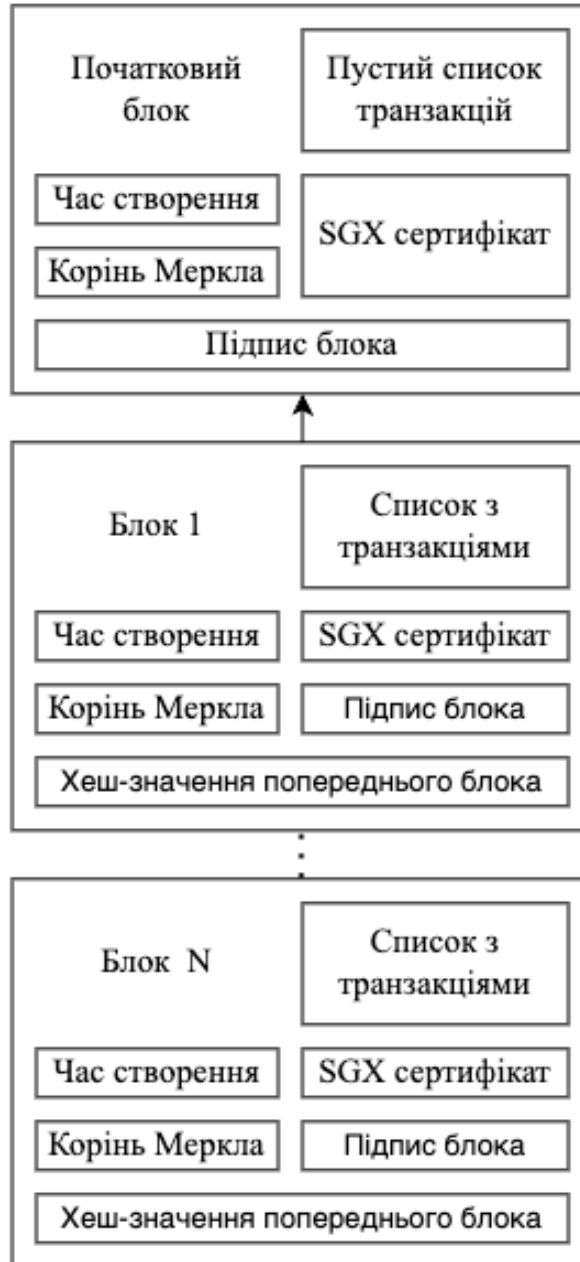 Початковий
блок
Пустий список
транзакцій
Час створення
SGX сертифікат
Корінь Меркла
Підпис блока
Блок 1
Список з
транзакціями
Час створення
SGX сертифікат
Корінь Меркла
Підпис блока
Хеш-значення попереднього блока
Блок N
Список з
транзакціями
Час створення
SGX сертифікат
Корінь Меркла
Підпис блока
Хеш-значення попереднього блока